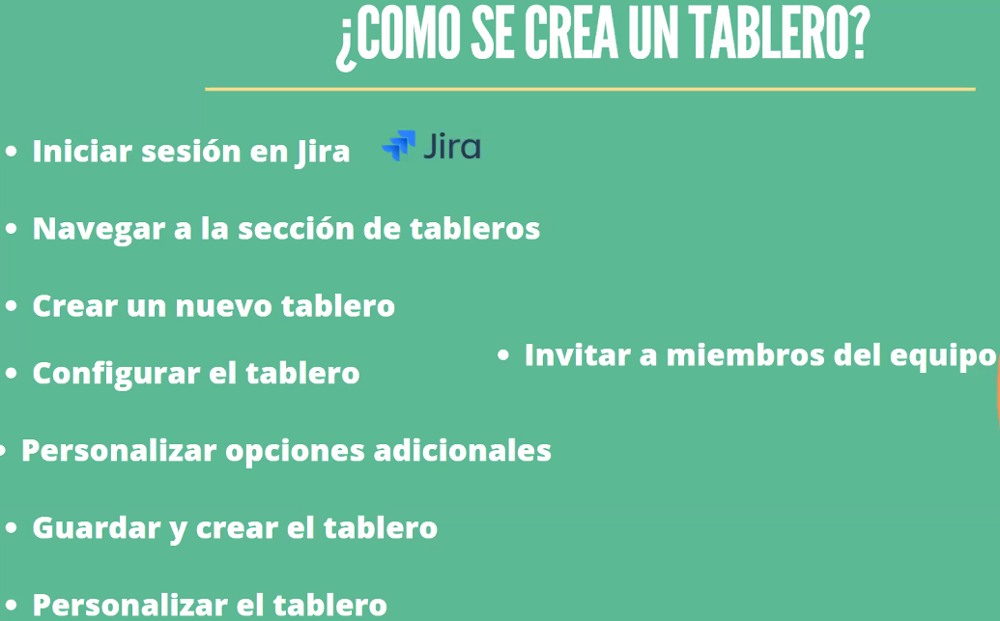 ¿COMO SE CREA UN TABLERO?
• Iniciar sesión en Jira
Jira
• Navegar a la sección de tableros
• Crear un nuevo tablero
• Configurar el tablero
• Personalizar opciones adicionales
• Guardar y crear el tablero
• Personalizar el tablero
• Invitar a miembros del equipo